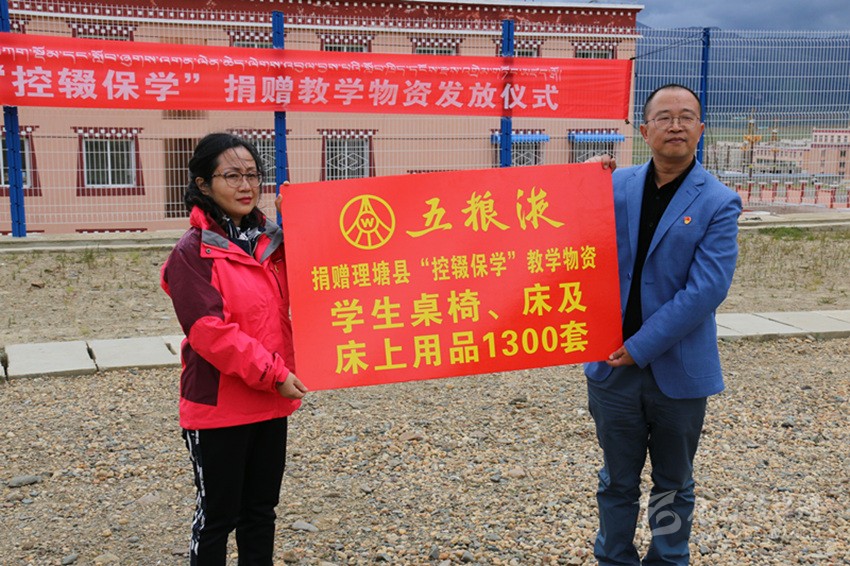 “控辍保学”捐赠教学物资发放仪式
W
五粮液
捐赠理塘县“控辍保学”教学物资
学生桌椅、床及
床上用品1300套